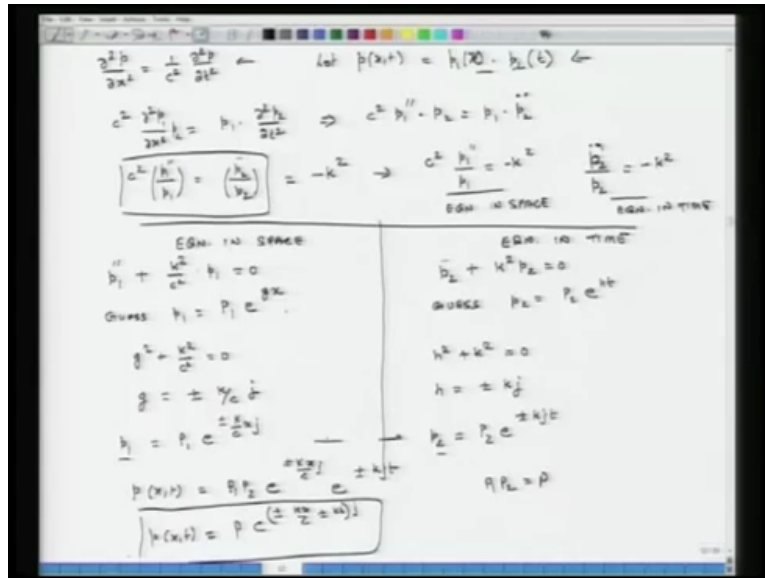 ∂²p/∂x² = 1/c² ∂²p/∂t² ← Let p(x,t) = p₁(x) · p₂(t) ←
c² ∂²p₁/∂x² p₂ = p₁ · ∂²p₂/∂t² ⇒ c² p₁'' · p₂ = p₁ · p̈₂
c² (p₁''/p₁) = (p̈₂/p₂) = -k² → c² p₁''/p₁ = -k² p̈₂/p₂ = -k²
EQN. IN SPACE EQN. IN TIME
EQN. IN SPACE
p₁'' + k²/c² · p₁ = 0
GUESS p₁ = P₁ e^{gx}
g² + k²/c² = 0
g = ± k/c j
p₁ = P₁ e^{± k/c xj}
EQN. IN TIME
p̈₂ + k² p₂ = 0
GUESS p₂ = P₂ e^{ht}
h² + k² = 0
h = ± kj
p₂ = P₂ e^{± kjt}
p(x,t) = P₁P₂ e^{± kx/c j} e^{± kjt} P₁P₂ = P
p(x,t) = P e^{(± kx/c ± kt)j}